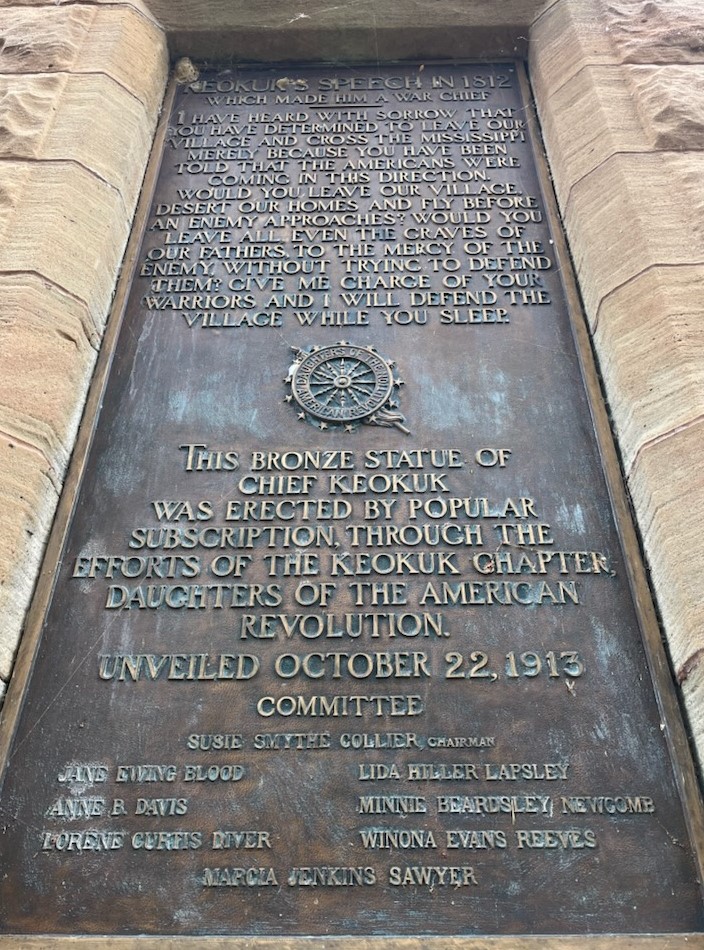 KEOKUK'S SPEECH IN 1812
WHICH MADE HIM A WAR CHIEF
I HAVE HEARD WITH SORROW THAT
YOU HAVE DETERMINED TO LEAVE OUR
VILLAGE AND CROSS THE MISSISSIPPI
MERELY BECAUSE YOU HAVE BEEN
TOLD THAT THE AMERICANS WERE
COMING IN THIS DIRECTION.
WOULD YOU LEAVE OUR VILLAGE,
DESERT OUR HOMES AND FLY BEFORE
AN ENEMY APPROACHES? WOULD YOU
LEAVE ALL, EVEN THE GRAVES OF
OUR FATHERS, TO THE MERCY OF THE
ENEMY, WITHOUT TRYING TO DEFEND
THEM? GIVE ME CHARGE OF YOUR
WARRIORS AND I WILL DEFEND THE
VILLAGE WHILE YOU SLEEP.
DAUGHTERS OF THE
AMERICAN REVOLUTION
THIS BRONZE STATUE OF
CHIEF KEOKUK
WAS ERECTED BY POPULAR
SUBSCRIPTION, THROUGH THE
EFFORTS OF THE KEOKUK CHAPTER,
DAUGHTERS OF THE AMERICAN
REVOLUTION.
UNVEILED OCTOBER 22, 1913
COMMITTEE
SUSIE SMYTHE COLLIER, CHAIRMAN
JANE EWING BLOOD LIDA HILLER LAPSLEY
ANNE B. DAVIS MINNIE BEARDSLEY NEWCOMB
LORENE CURTIS DIVER WINONA EVANS REEVES
MARCIA JENKINS SAWYER